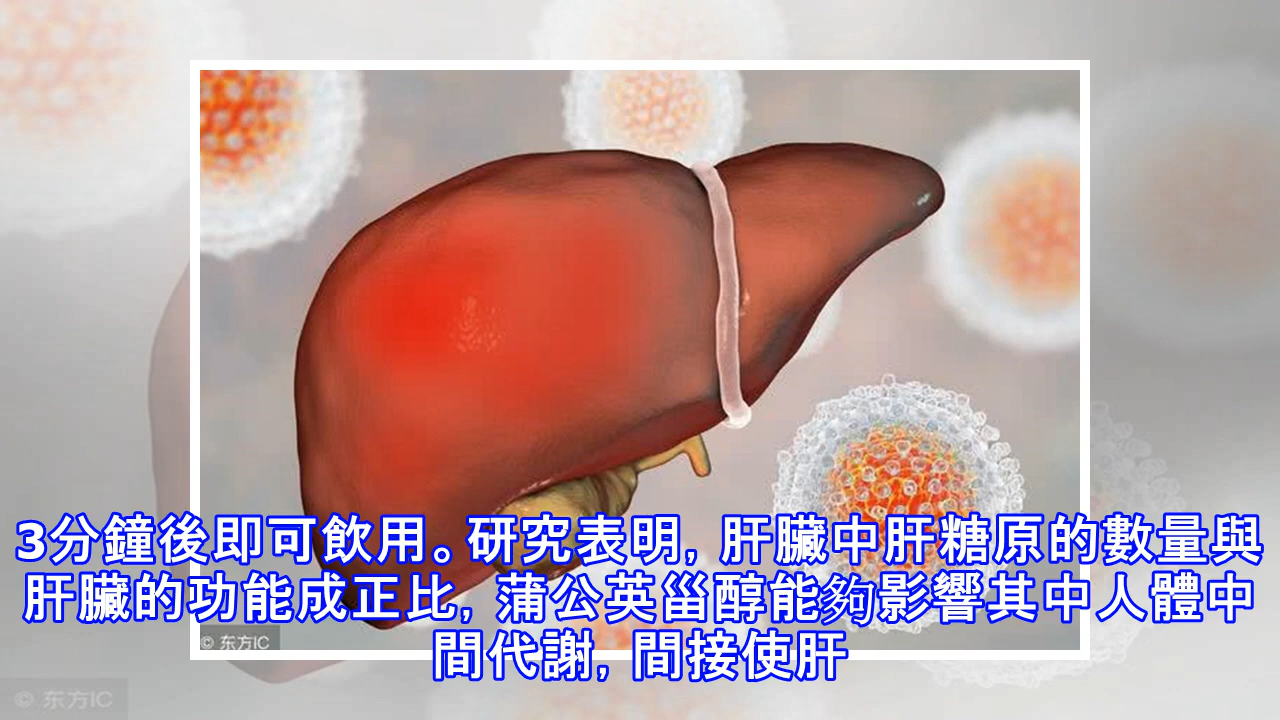 3分鐘後即可飲用。研究表明, 肝臟中肝糖原的數量與
肝臟的功能成正比, 蒲公英甾醇能夠影響其中人體中
間代謝, 間接使肝
© 东方IC
© 东方IC